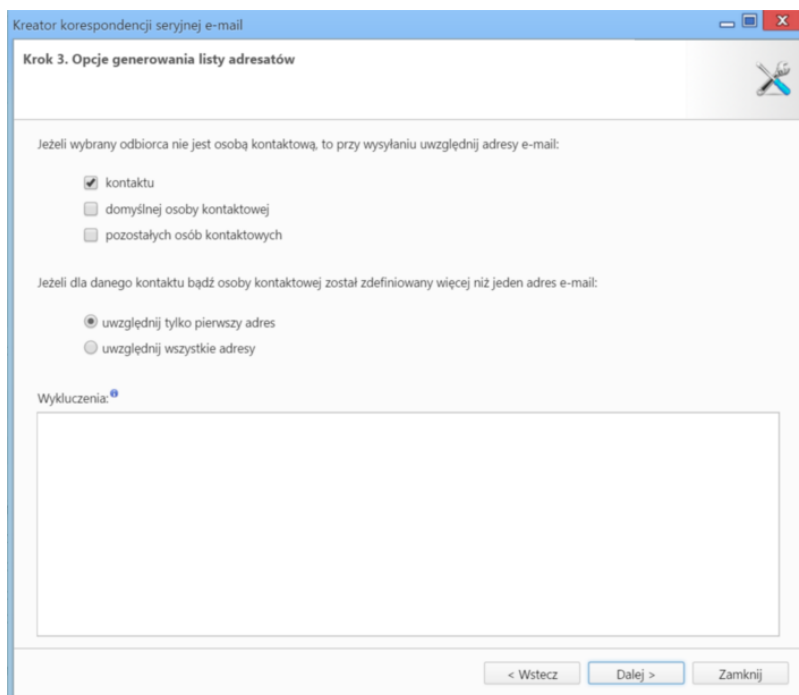 Kreator korespondencji seryjnej e-mail
Krok 3. Opcje generowania listy adresatów
Jeżeli wybrany odbiorca nie jest osobą kontaktową, to przy wysyłaniu uwzględnij adresy e-mail:
kontaktu
domyślnej osoby kontaktowej
pozostałych osób kontaktowych
Jeżeli dla danego kontaktu bądź osoby kontaktowej został zdefiniowany więcej niż jeden adres e-mail:
uwzględnij tylko pierwszy adres
uwzględnij wszystkie adresy
Wykluczenia:
< Wstecz Dalej > Zamknij